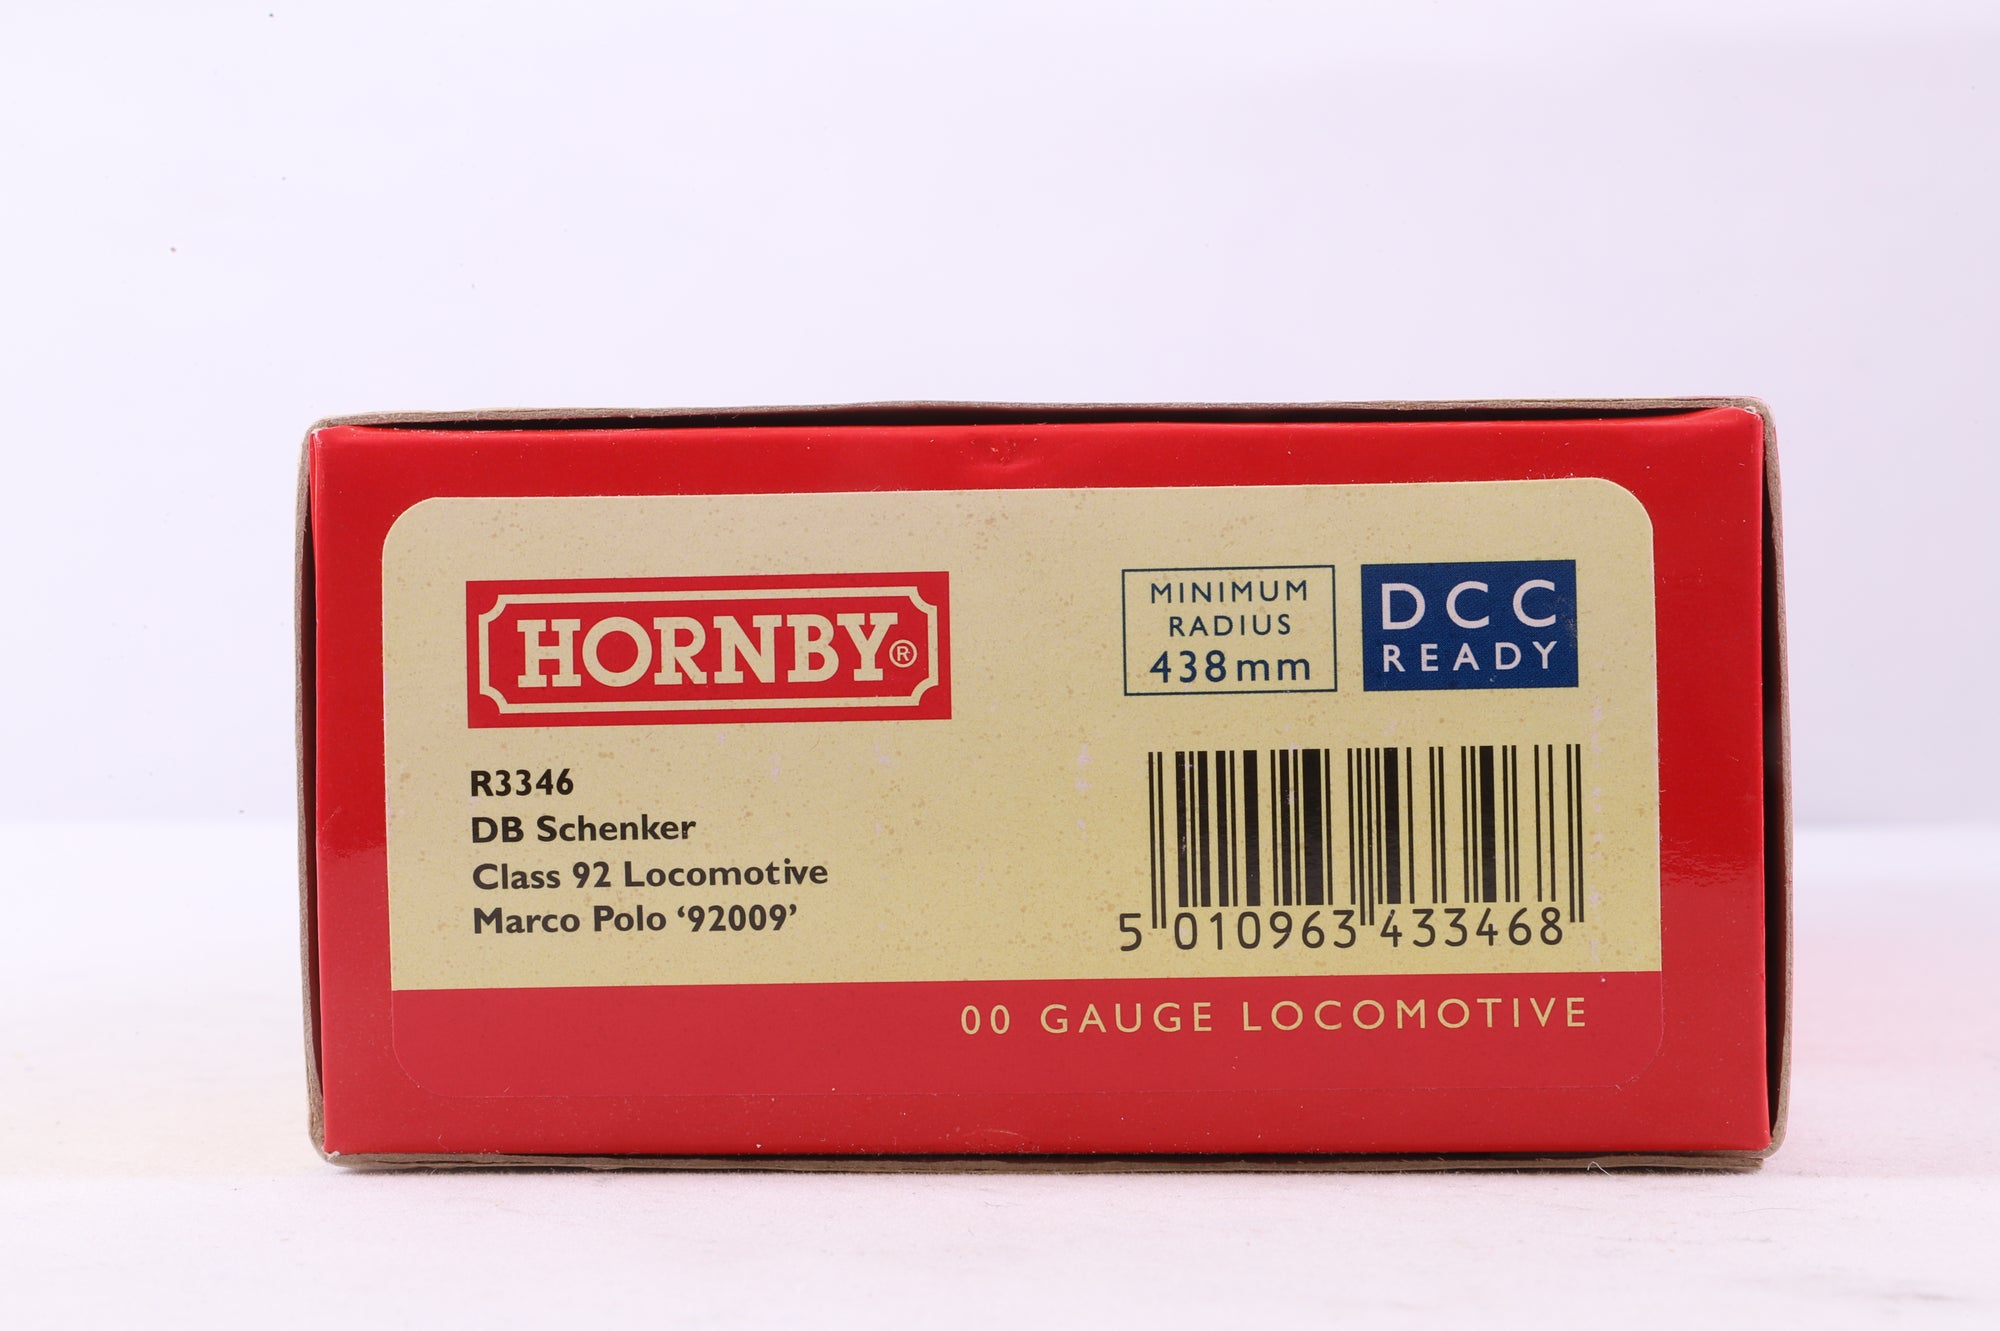 HORNBY®
MINIMUM
RADIUS
438mm
DCC
READY
R3346
DB Schenker
Class 92 Locomotive
Marco Polo ‘92009’
5 010963 433468
00 GAUGE LOCOMOTIVE